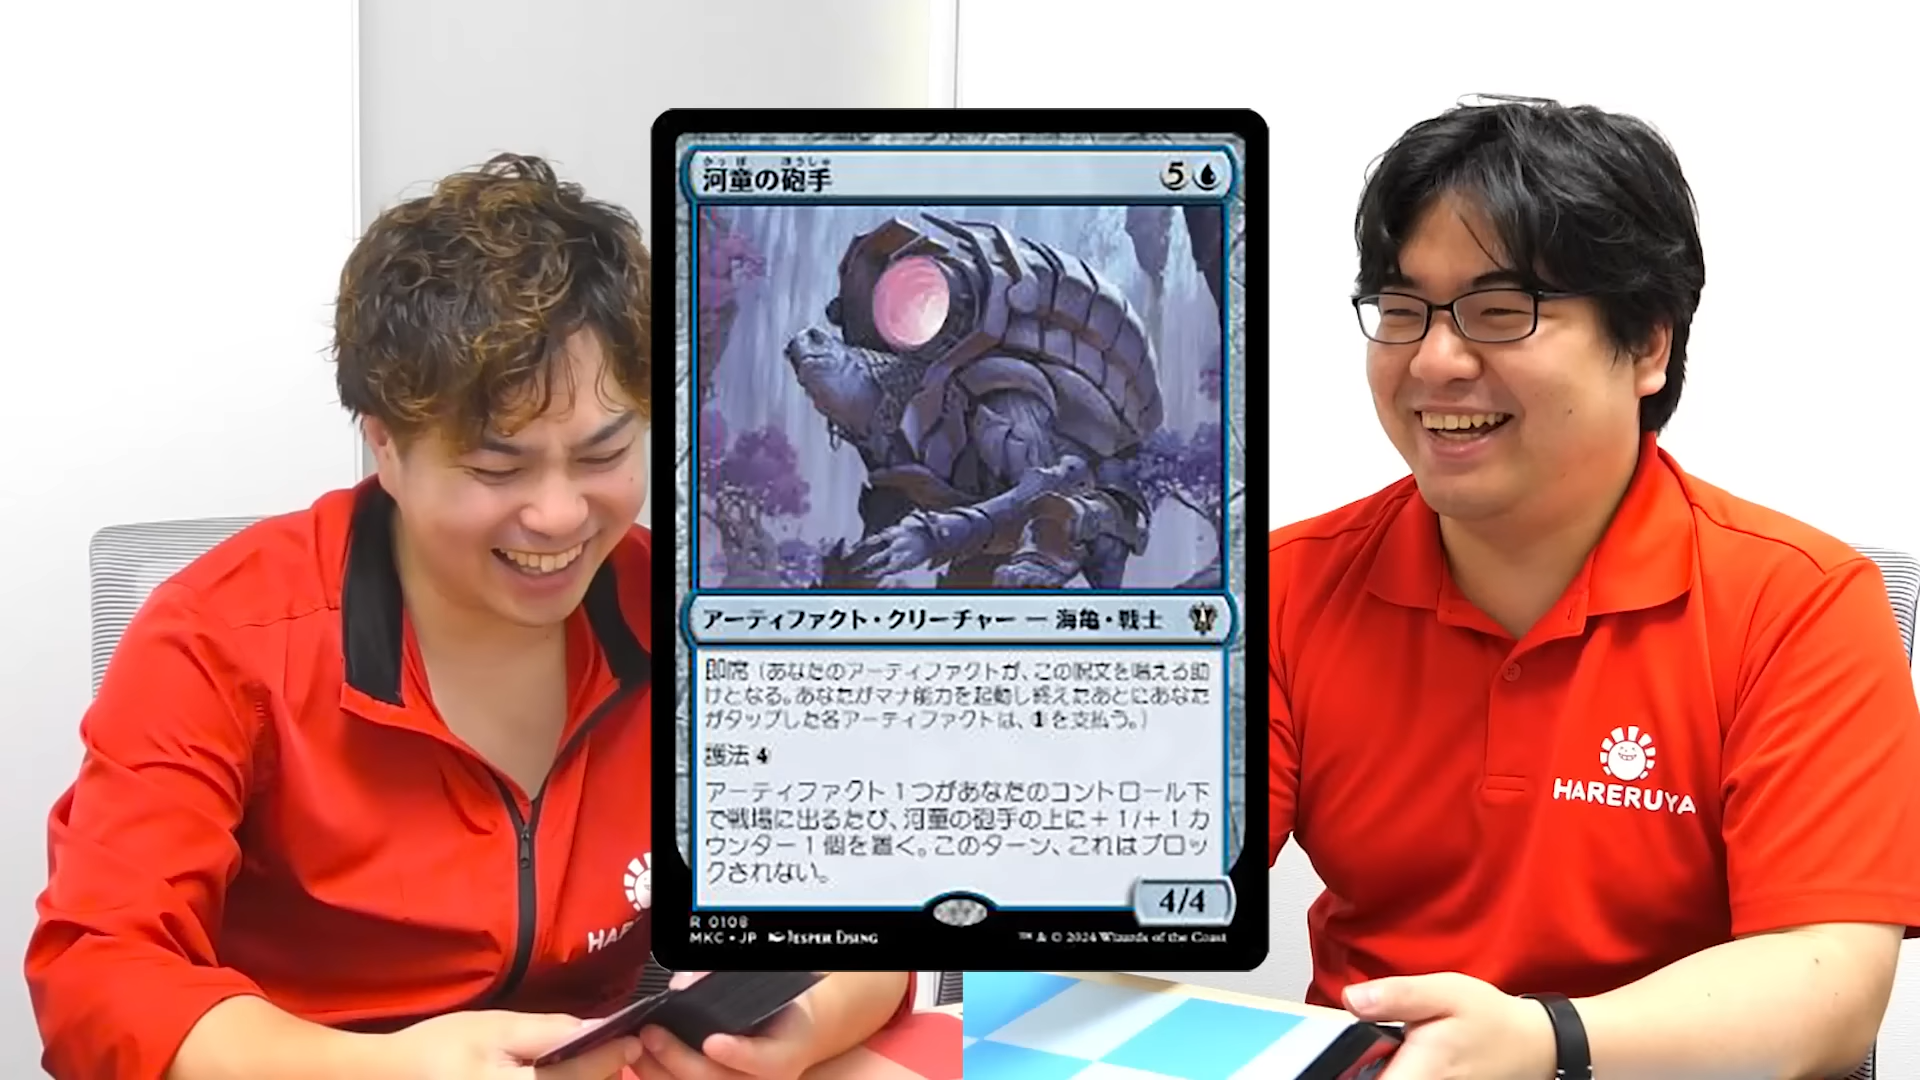 かっぱ ほうしゅ
河童の砲手
5
アーティファクト・クリーチャー ― 海亀・戦士
即席(あなたのアーティファクトが、この呪文を唱える助
けとなる。あなたがマナ能力を起動し終えたあとにあなた
がタップした各アーティファクトは、1を支払う。)
護法 4
アーティファクト1つがあなたのコントロール下
で戦場に出るたび、河童の砲手の上に+1/+1カ
ウンター1個を置く。このターン、これはブロッ
クされない。
4/4
R 0108
MKC・JP JESPER EJSING
™ & © 2024 Wizards of the Coast
HAR
HARERUYA